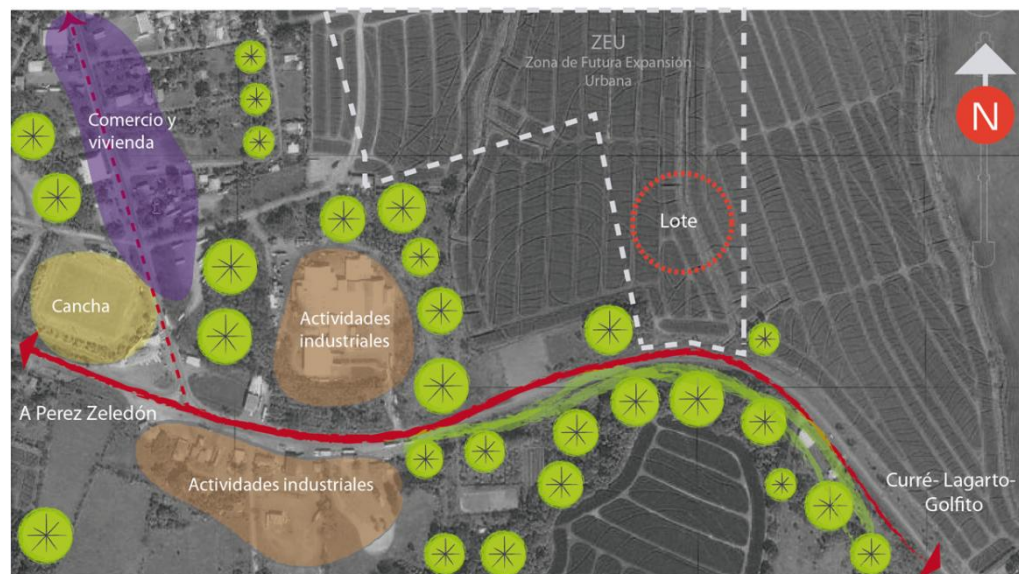 ZEU
Zona de Futura Expansión
Urbana
N
Comercio y
vivienda
Lote
Cancha
Actividades
industriales
A Perez Zeledón
Actividades industriales
Curré- Lagarto-
Golfito